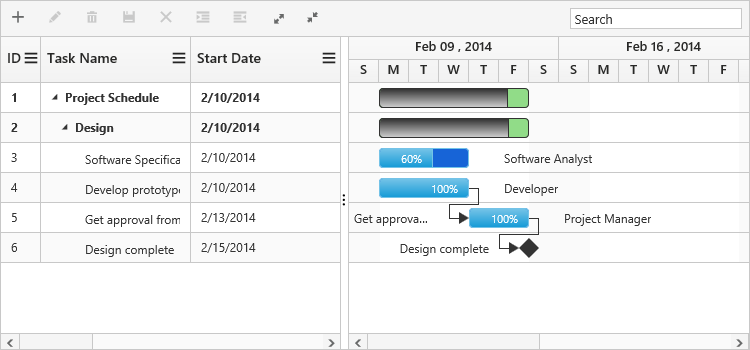 Search
ID Task Name Start Date
Feb 09 , 2014 Feb 16 , 2014
S M T W T F S S M T W T F S
1 Project Schedule 2/10/2014
2 Design 2/10/2014
3 Software Specifica 2/10/2014 60% Software Analyst
4 Develop prototype 2/10/2014 100% Developer
5 Get approval from 2/13/2014 Get approva... 100% Project Manager
6 Design complete 2/15/2014 Design complete